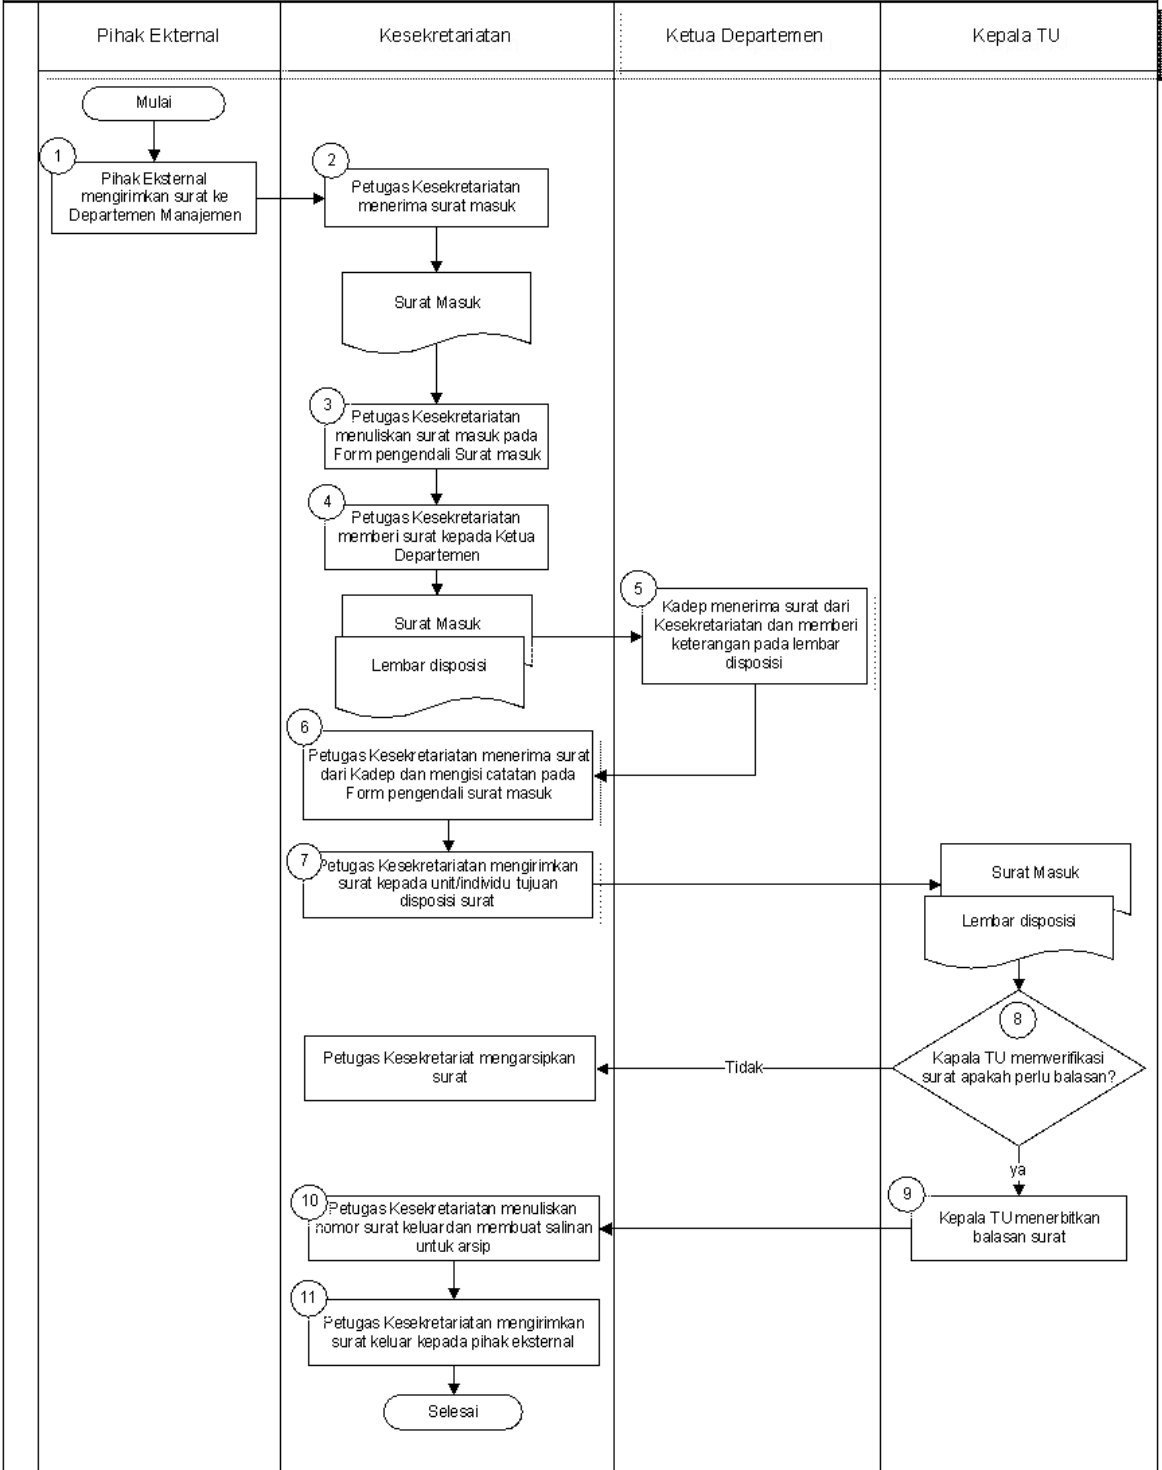 Pihak Ekternal
Kesekretariatan
Ketua Departemen
Kepala TU
Mulai
1
Pihak Eksternal
mengirimkan surat ke
Departemen Manajemen
2
Petugas Kesekretariatan
menerima surat masuk
Surat Masuk
3
Petugas Kesekretariatan
menuliskan surat masuk pada
Form pengendali Surat masuk
4
Petugas Kesekretariatan
memberi surat kepada Ketua
Departemen
Surat Masuk
Lembar disposisi
5
Kadep menerima surat dari
Kesekretariatan dan memberi
keterangan pada lembar
disposisi
6
Petugas Kesekretariatan menerima surat
dari Kadep dan mengisi catatan pada
Form pengendali surat masuk
7
Petugas Kesekretariatan mengirimkan
surat kepada unit/individu tujuan
disposisi surat
Surat Masuk
Lembar disposisi
8
Kapala TU memverifikasi
surat apakah perlu balasan?
Tidak
Petugas Kesekretariat mengarsipkan
surat
ya
9
Kepala TU menerbitkan
balasan surat
10
Petugas Kesekretariatan menuliskan
nomor surat keluar dan membuat salinan
untuk arsip
11
Petugas Kesekretariatan mengirimkan
surat keluar kepada pihak eksternal
Selesai